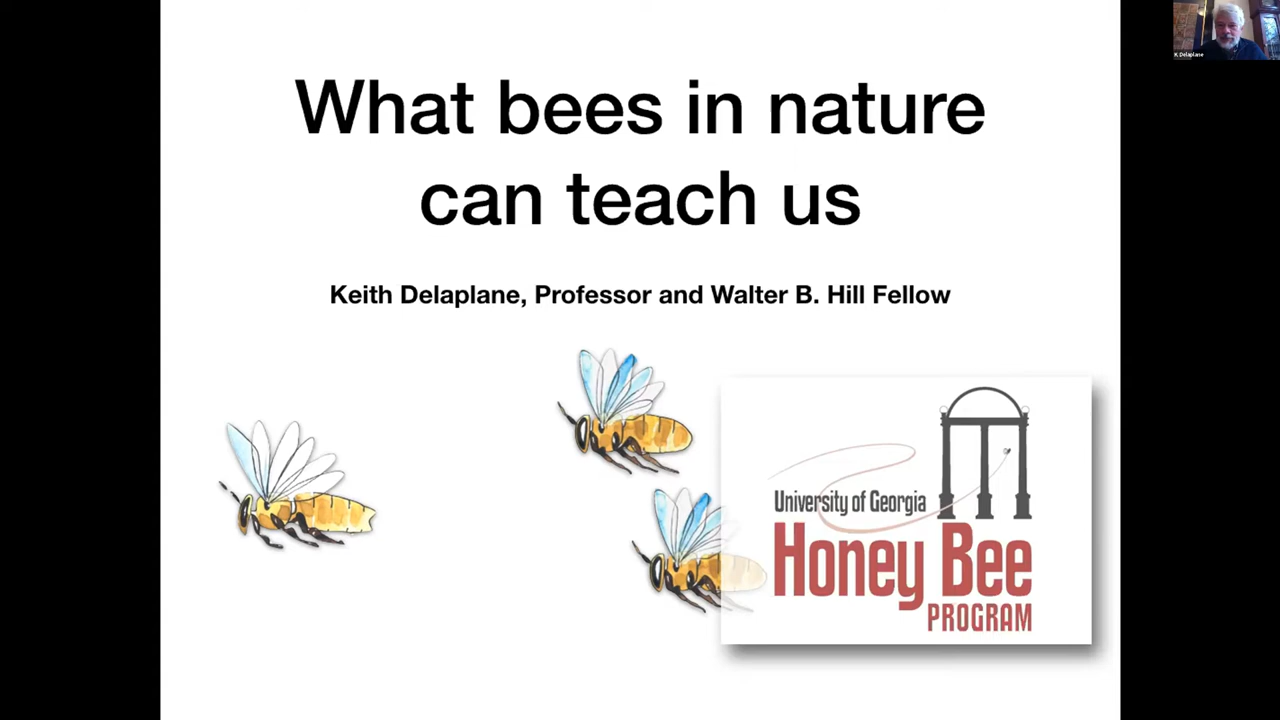 What bees in nature
can teach us
Keith Delaplane, Professor and Walter B. Hill Fellow
University of Georgia
Honey Bee
PROGRAM
K Delaplane